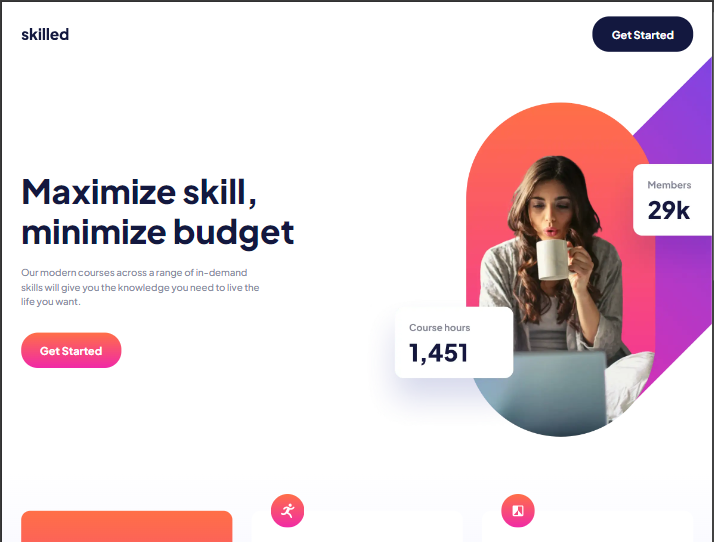 skilled
Get Started
Maximize skill,
minimize budget
Our modern courses across a range of in-demand
skills will give you the knowledge you need to live the
life you want.
Get Started
Members
29k
Course hours
1,451